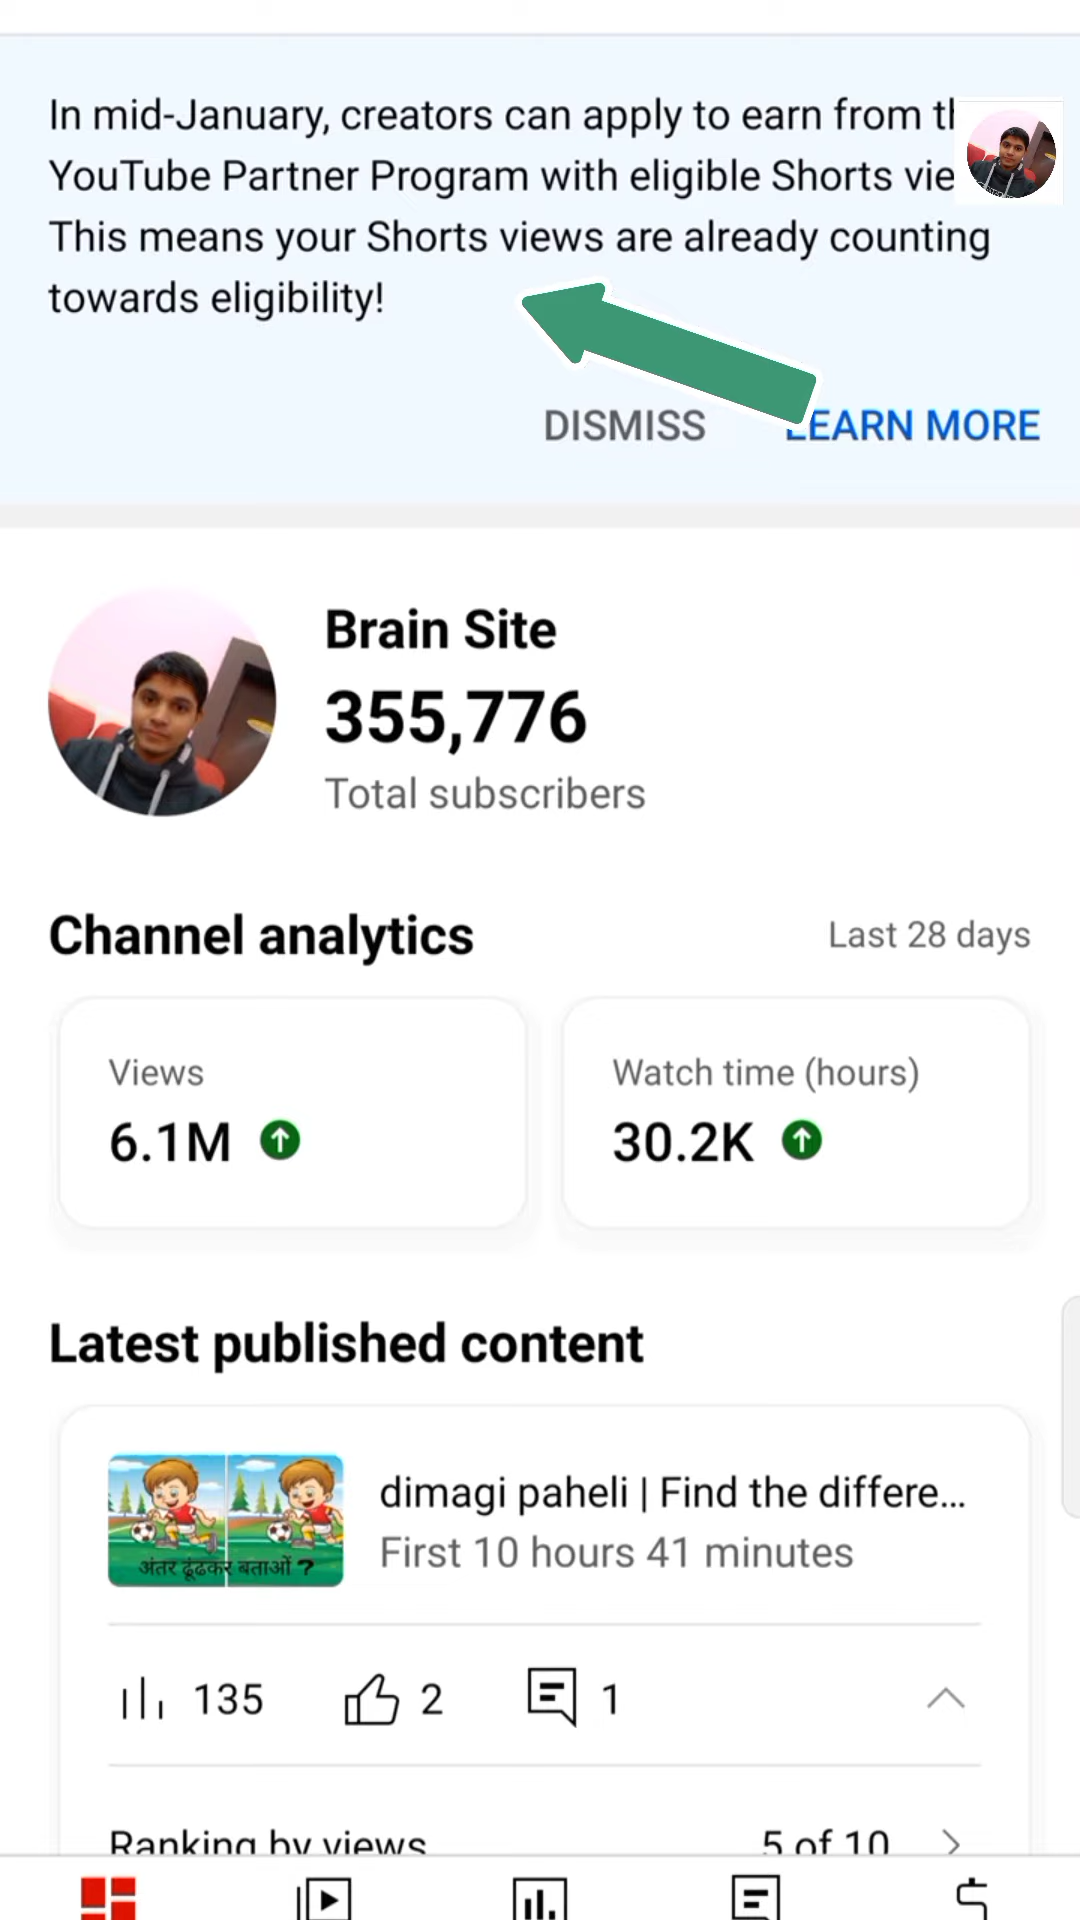 In mid-January, creators can apply to earn from
YouTube Partner Program with eligible Shorts
This means your Shorts views are already counting
towards eligibility!
DISMISS LEARN MORE
Brain Site
355,776
Total subscribers
Channel analytics Last 28 days
Views Watch time (hours)
6.1M 30.2K
Latest published content
dimagi paheli | Find the differe...
First 10 hours 41 minutes
अंतर ढूंढकर बताओं ?
135 2 1
Ranking by views 5 of 10